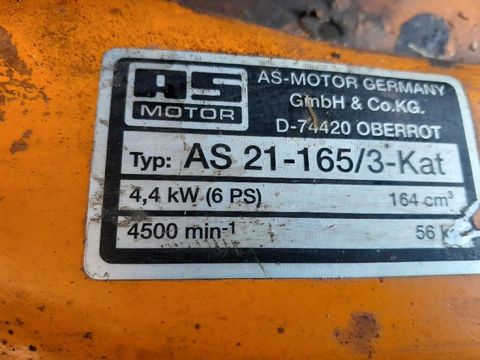 AS
MOTOR
AS-MOTOR GERMANY
GmbH & Co.KG.
D-74420 OBERROT
Typ: AS 21-165/3-Kat
4,4 kW (6 PS) 164 cm³
4500 min-1 56